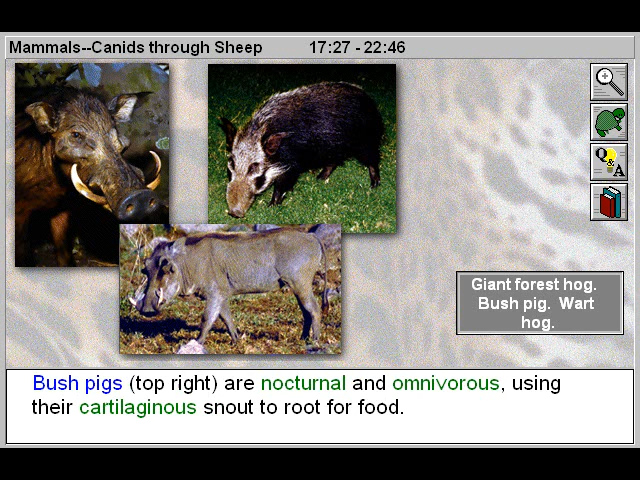 Mammals--Canids through Sheep 17:27 - 22:46
Q
&
A
Giant forest hog.
Bush pig. Wart
hog.
Bush pigs (top right) are nocturnal and omnivorous, using
their cartilaginous snout to root for food.